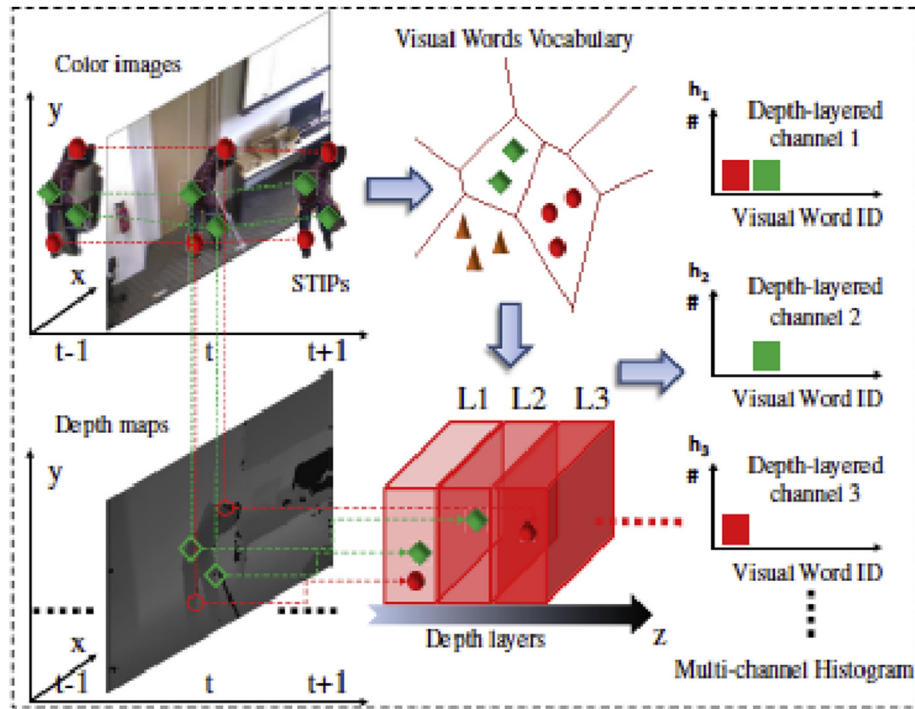 Color images
y
x
STIPs
t-1 t t+1
Visual Words Vocabulary
h1
#
Depth-layered
channel 1
Visual Word ID
h2
#
Depth-layered
channel 2
Visual Word ID
Depth maps
y
x
t-1 t t+1
L1 L2 L3
Depth layers
z
h3
#
Depth-layered
channel 3
Visual Word ID
Multi-channel Histogram